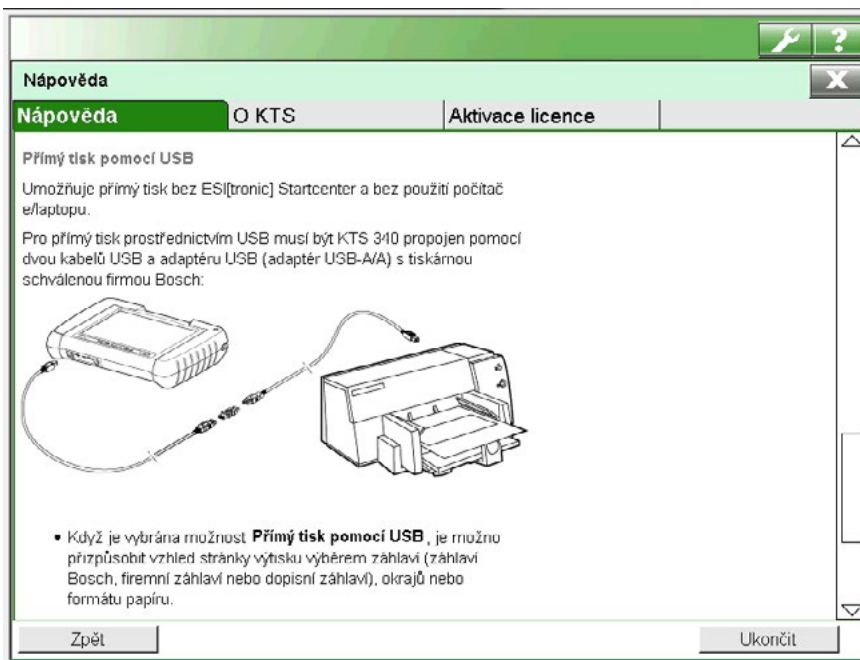 ?
Nápověda
X
Nápověda
O KTS
Aktivace licence
Přímý tisk pomocí USB
Umožňuje přímý tisk bez ESI[tronic] Startcenter a bez použití počítač
e/laptopu.
Pro přímý tisk prostřednictvím USB musí být KTS 340 propojen pomocí
dvou kabelů USB a adaptéru USB (adaptér USB-A/A) s tiskárnou
schválenou firmou Bosch:
• Když je vybrána možnost Přímý tisk pomocí USB, je možno
přizpůsobit vzhled stránky výtisku výběrem záhlaví (záhlaví
Bosch, firemní záhlaví nebo dopisní záhlaví), okrajů nebo
formátu papíru.
Zpět
Ukončit